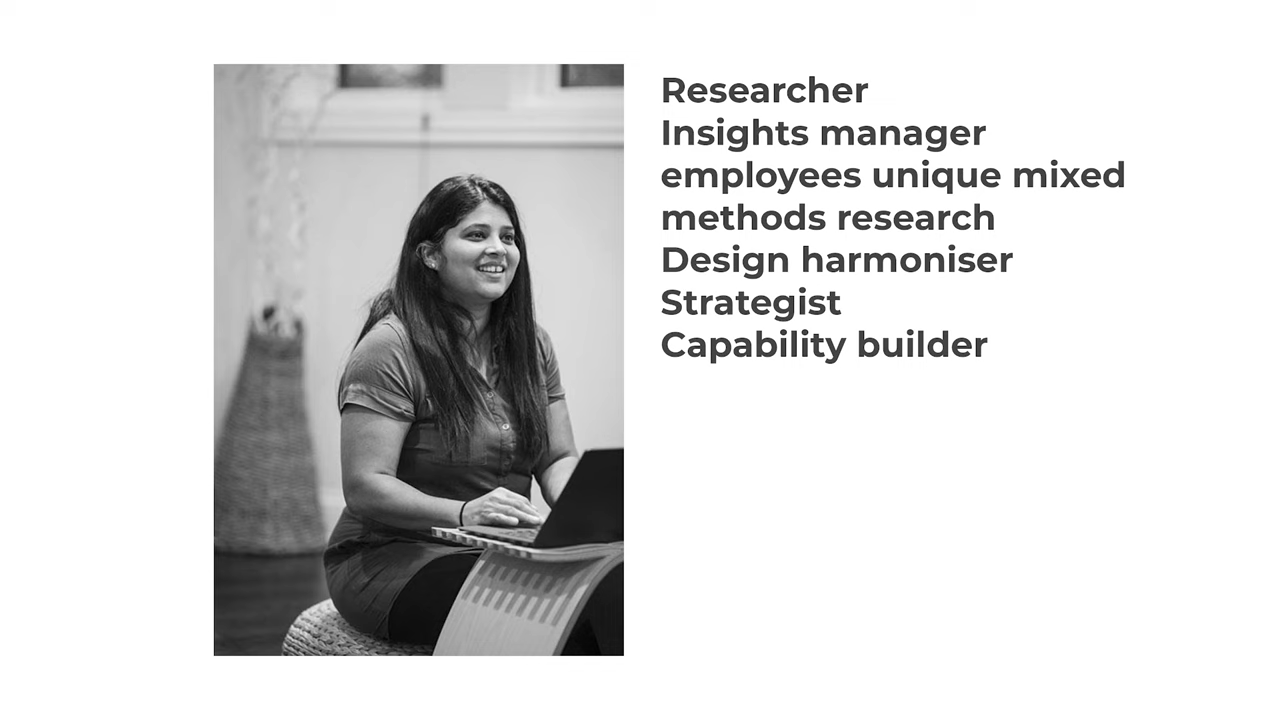 Researcher
Insights manager
employees unique mixed
methods research
Design harmoniser
Strategist
Capability builder